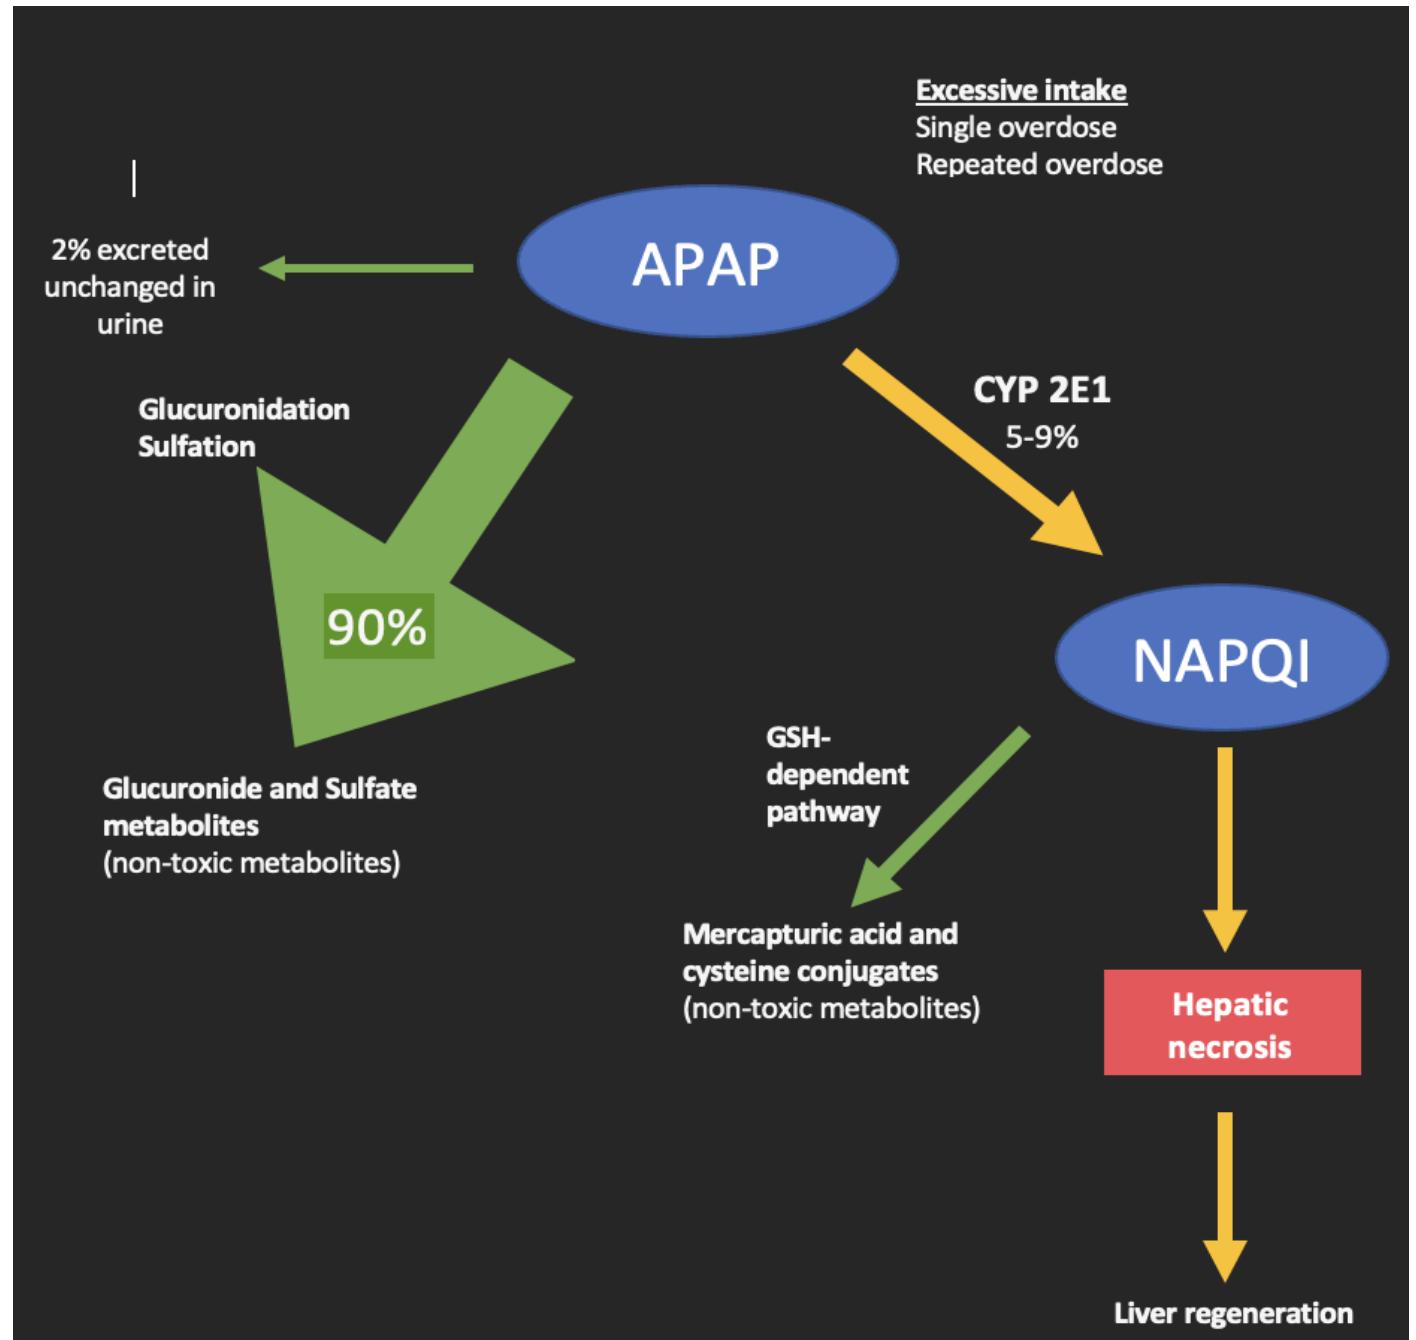 Excessive intake
Single overdose
Repeated overdose
APAP
2% excreted
unchanged in
urine
CYP 2E1
5-9%
Glucuronidation
Sulfation
90%
NAPQI
GSH-
dependent
pathway
Glucuronide and Sulfate
metabolites
(non-toxic metabolites)
Mercapturic acid and
cysteine conjugates
(non-toxic metabolites)
Hepatic
necrosis
Liver regeneration